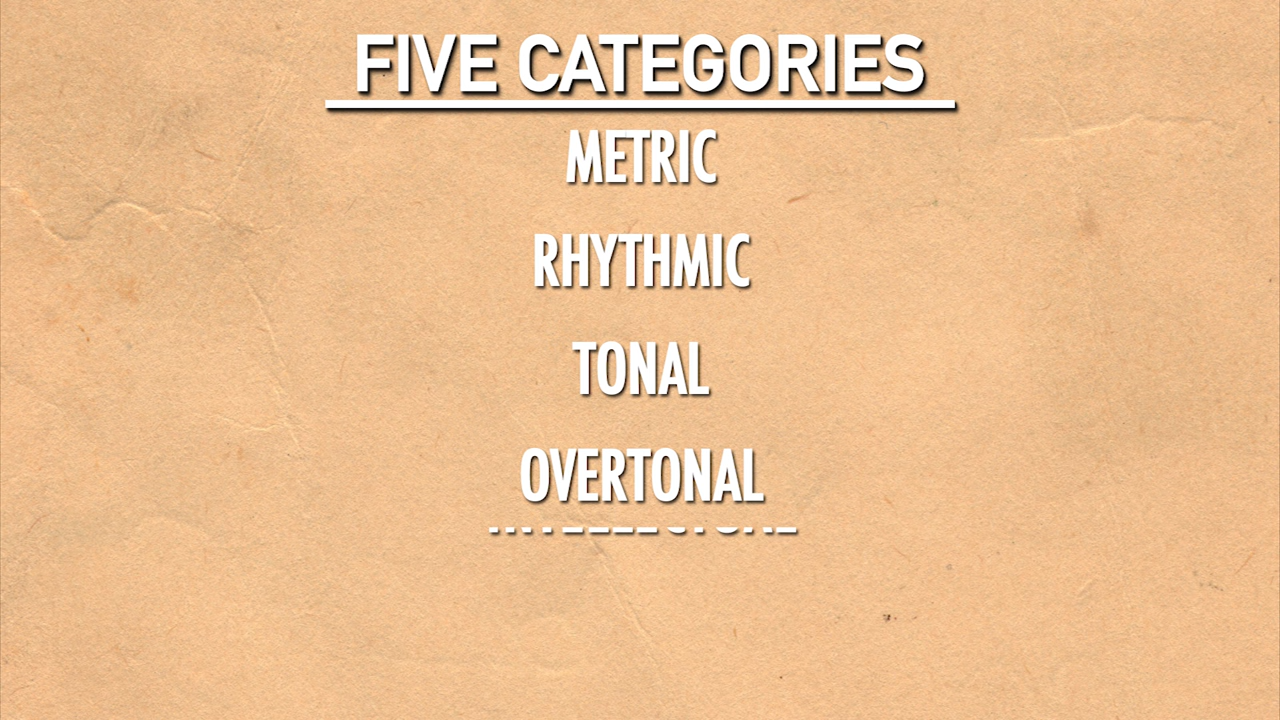 FIVE CATEGORIES
METRIC
RHYTHMIC
TONAL
OVERTONAL